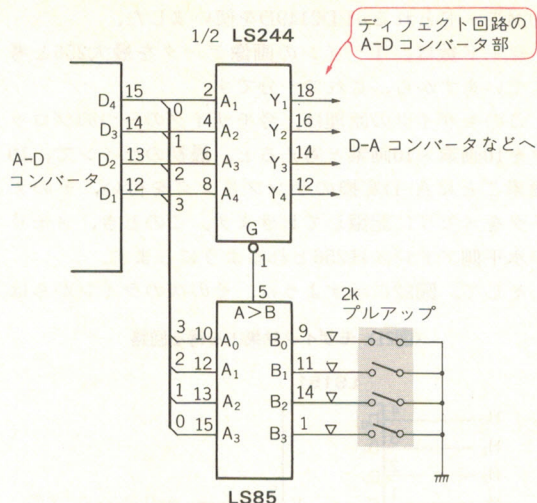 ディフェクト回路の
A-Dコンバータ部
1/2 LS244
A-D
コンバータ
D4 15 0 2 A1 Y1 18
D3 14 1 4 A2 Y2 16
D2 13 2 6 A3 Y3 14
D1 12 3 8 A4 Y4 12
D-Aコンバータなどへ
G
1
5
A>B
2k
プルアップ
3 10 A0 B0 9
2 12 A1 B1 11
1 13 A2 B2 14
0 15 A3 B3 1
LS85